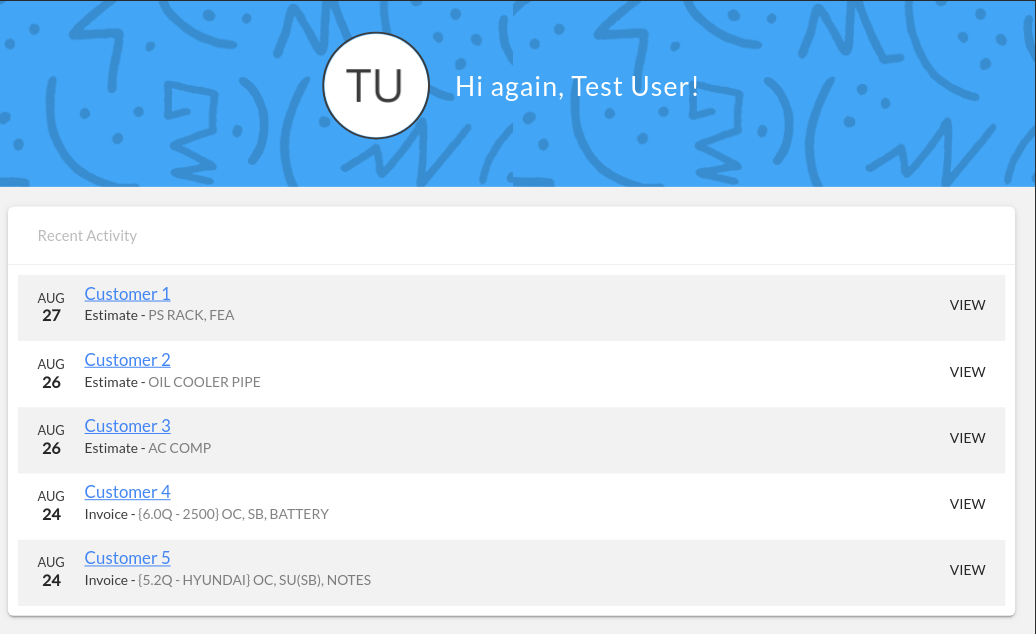 TU
Hi again, Test User!
Recent Activity
AUG
27
Customer 1
Estimate - PS RACK, FEA
VIEW
AUG
26
Customer 2
Estimate - OIL COOLER PIPE
VIEW
AUG
26
Customer 3
Estimate - AC COMP
VIEW
AUG
24
Customer 4
Invoice - {6.0Q - 2500} OC, SB, BATTERY
VIEW
AUG
24
Customer 5
Invoice - {5.2Q - HYUNDAI} OC, SU(SB), NOTES
VIEW